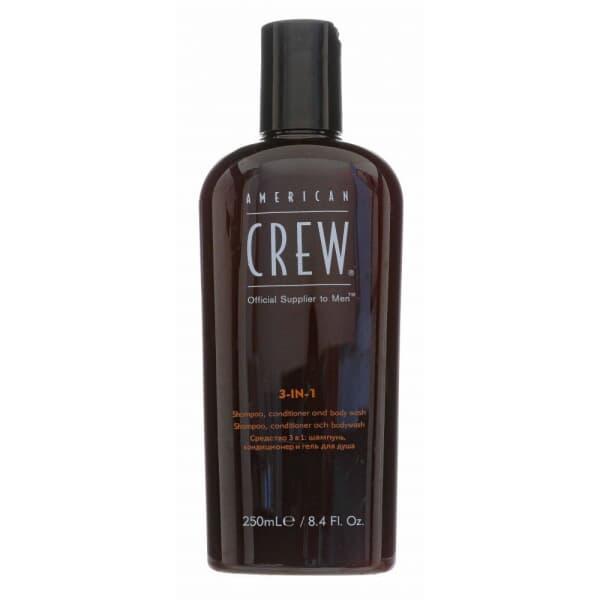 AMERICAN
CREW®
Official Supplier to Men™
3-IN-1
Shampoo, conditioner and body wash
Shampoo, conditioner och bodywash
Средство 3 в 1: шампунь,
кондиционер и гель для душа
250mL℮ / 8.4 Fl. Oz.